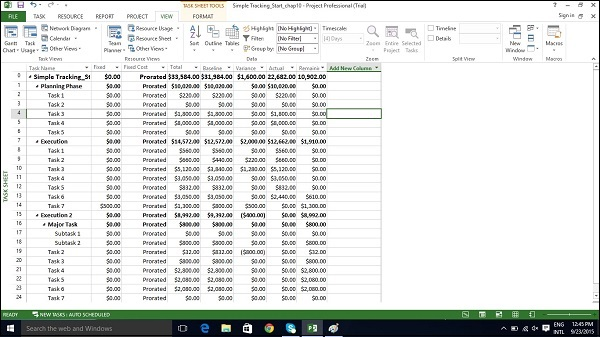 TASK SHEET TOOLS Simple Tracking_Start_chap10 - Project Professional (Trial)
FILE TASK RESOURCE REPORT PROJECT VIEW TEAM FORMAT Sign in
Gantt Chart Task Usage Network Diagram Calendar Other Views
Task Views
Team Planner Resource Usage Resource Sheet Other Views
Resource Views
Sort Outline Tables
Highlight: [No Highlight]
Filter: [No Filter]
Group by: [No Group]
Data
Timescale: [4] Days
Zoom Entire Project Selected Tasks
Zoom
Timeline
Details
Split View
New Window
Window
Macros
Macros
Task Name Fixed Fixed Cost Total Baseline Variance Actual Remaini Add New Column
0 Simple Tracking_St $0.00 Prorated $33,584.00 $31,984.00 $1,600.00 22,682.00 10,902.00
1 Planning Phase $0.00 Prorated $10,020.00 $10,020.00 $0.00 $10,020.00 $0.00
2 Task 1 $0.00 Prorated $220.00 $220.00 $0.00 $220.00 $0.00
3 Task 2 $0.00 Prorated $0.00 $0.00 $0.00 $0.00 $0.00
4 Task 3 $0.00 Prorated $1,800.00 $1,800.00 $0.00 $1,800.00 $0.00
5 Task 4 $0.00 Prorated $8,000.00 $8,000.00 $0.00 $8,000.00 $0.00
6 Task 5 $0.00 Prorated $0.00 $0.00 $0.00 $0.00 $0.00
7 Execution $0.00 Prorated $14,572.00 $12,572.00 $2,000.00 $12,662.00 $1,910.00
8 Task 1 $0.00 Prorated $560.00 $560.00 $0.00 $560.00 $0.00
9 Task 2 $0.00 Prorated $660.00 $440.00 $220.00 $660.00 $0.00
10 Task 3 $0.00 Prorated $5,120.00 $3,840.00 $1,280.00 $5,120.00 $0.00
11 Task 4 $0.00 Prorated $3,050.00 $3,050.00 $0.00 $3,050.00 $0.00
12 Task 5 $0.00 Prorated $832.00 $832.00 $0.00 $832.00 $0.00
13 Task 6 $0.00 Prorated $3,050.00 $3,050.00 $0.00 $2,440.00 $610.00
14 Task 7 $500.00 Prorated $1,300.00 $800.00 $500.00 $0.00 $1,300.00
15 Execution 2 $0.00 Prorated $8,992.00 $9,392.00 ($400.00) $0.00 $8,992.00
16 Major Task $0.00 Prorated $800.00 $800.00 $0.00 $0.00 $800.00
17 Subtask 1 $0.00 Prorated $0.00 $0.00 $0.00 $0.00 $0.00
18 Subtask 2 $0.00 Prorated $800.00 $800.00 $0.00 $0.00 $800.00
19 Task 2 $0.00 Prorated $32.00 $832.00 ($800.00) $0.00 $32.00
20 Task 3 $0.00 Prorated $800.00 $800.00 $0.00 $0.00 $800.00
21 Task 4 $0.00 Prorated $2,800.00 $2,800.00 $0.00 $0.00 $2,800.00
22 Task 5 $0.00 Prorated $2,080.00 $2,080.00 $0.00 $0.00 $2,080.00
23 Task 6 $0.00 Prorated $2,080.00 $2,080.00 $0.00 $0.00 $2,080.00
24 Task 7 $0.00 Prorated $0.00 $0.00 $0.00 $0.00 $0.00
TASK SHEET
READY NEW TASKS : AUTO SCHEDULED
Search the web and Windows
ENG 12:45 PM
INTL 9/23/2015